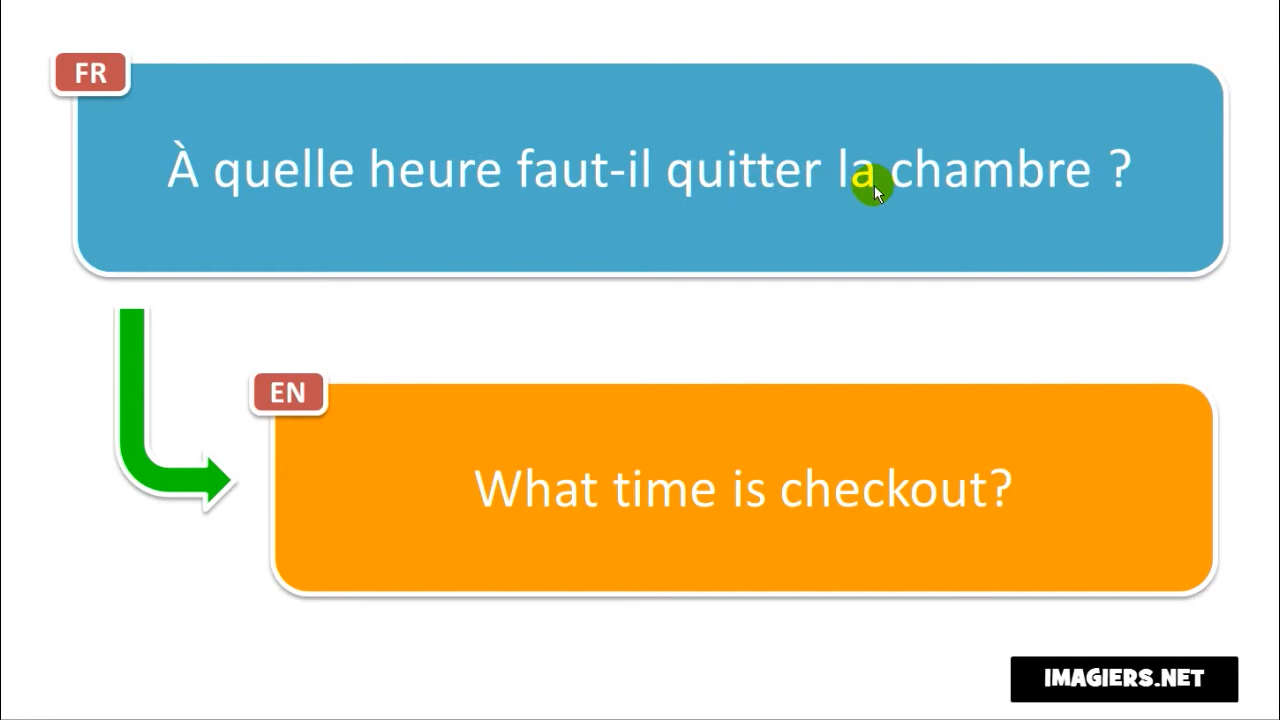 FR
À quelle heure faut-il quitter la chambre ?
EN
What time is checkout?
IMAGIERS.NET